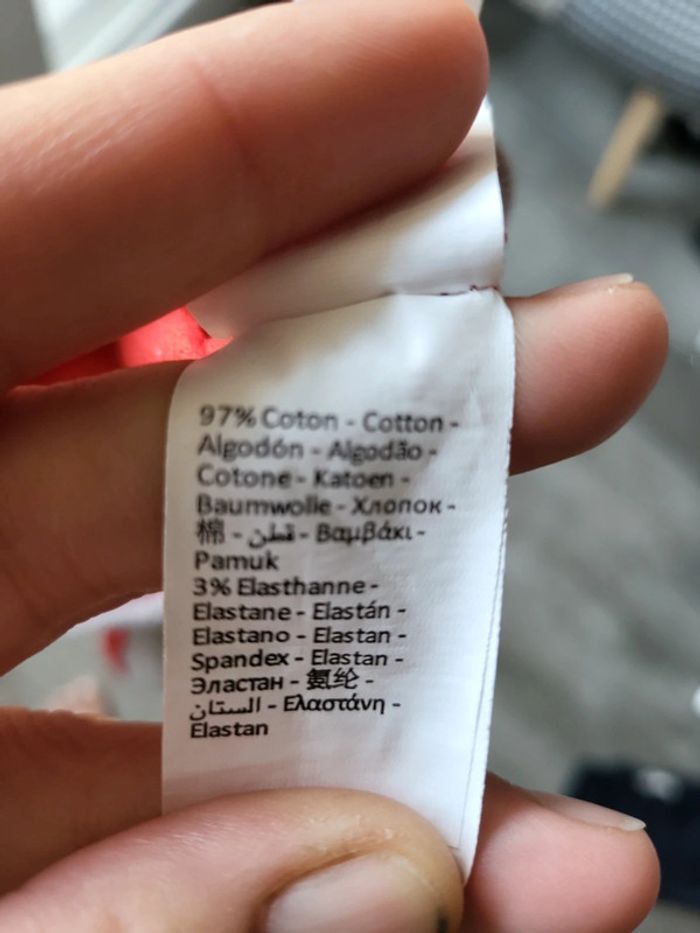 97% Coton - Cotton -
Algodón - Algodão -
Cotone - Katoen -
Baumwolle - Хлопок -
棉 - قطن - Βαμβάκι -
Pamuk
3% Elasthanne -
Elastane - Elastán -
Elastano - Elastan -
Spandex - Elastan -
Эластан - 氨纶 -
الستان - Ελαστάνη -
Elastan